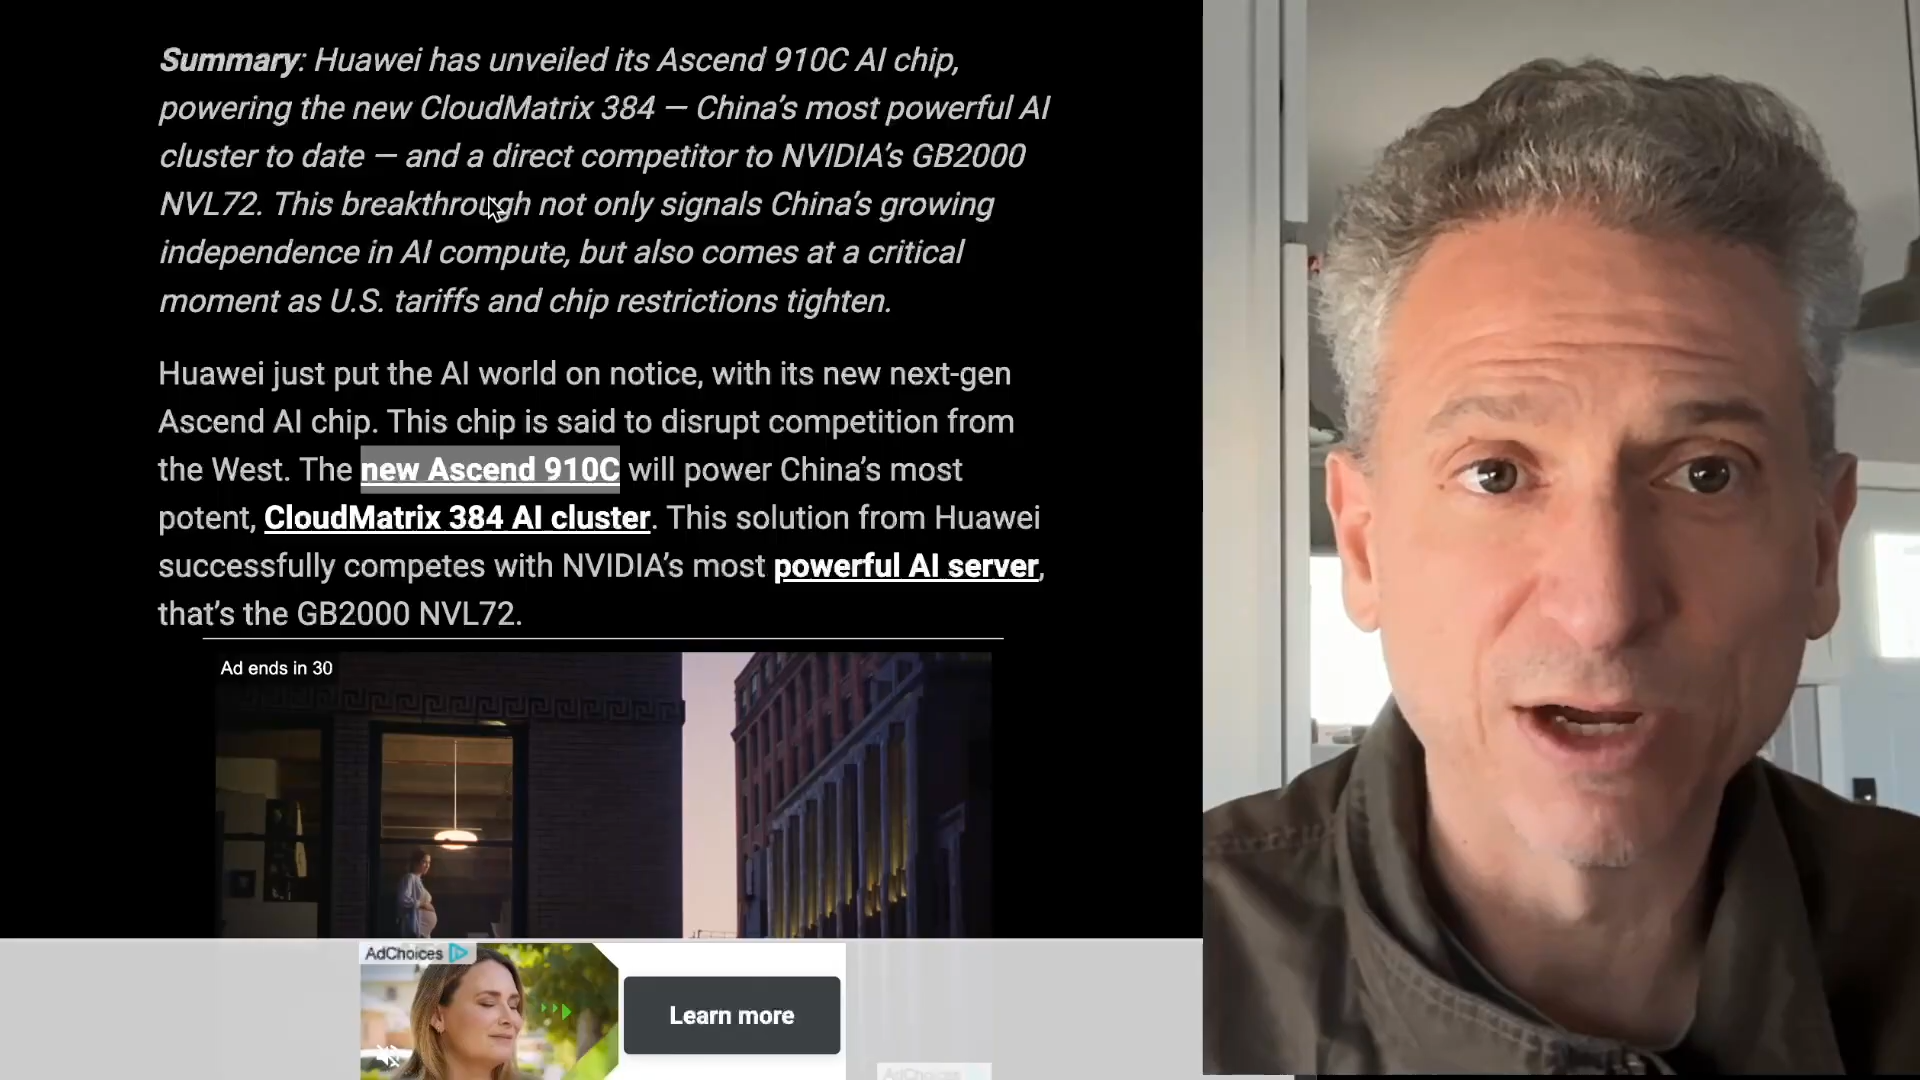 Summary: Huawei has unveiled its Ascend 910C AI chip,
powering the new CloudMatrix 384 — China’s most powerful AI
cluster to date — and a direct competitor to NVIDIA’s GB2000
NVL72. This breakthrough not only signals China’s growing
independence in AI compute, but also comes at a critical
moment as U.S. tariffs and chip restrictions tighten.
Huawei just put the AI world on notice, with its new next-gen
Ascend AI chip. This chip is said to disrupt competition from
the West. The new Ascend 910C will power China’s most
potent, CloudMatrix 384 AI cluster. This solution from Huawei
successfully competes with NVIDIA’s most powerful AI server,
that’s the GB2000 NVL72.
Ad ends in 30
AdChoices
Learn more
AdChoices